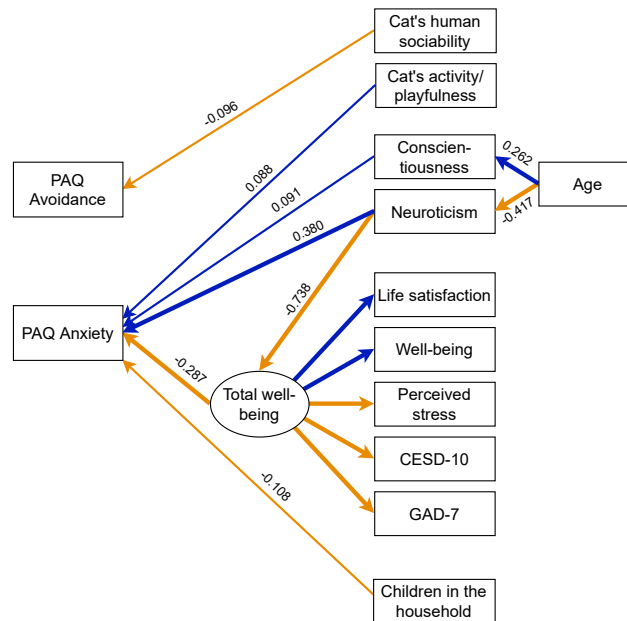 Cat's human
sociability
Cat's activity/
playfulness
-0.096
Conscien-
tiousness
0.262
PAQ
Avoidance
0.088
Age
0.091
Neuroticism
-0.417
0.380
-0.738
Life satisfaction
PAQ Anxiety
Well-being
-0.287
Total well-
being
Perceived
stress
CESD-10
-0.108
GAD-7
Children in the
household